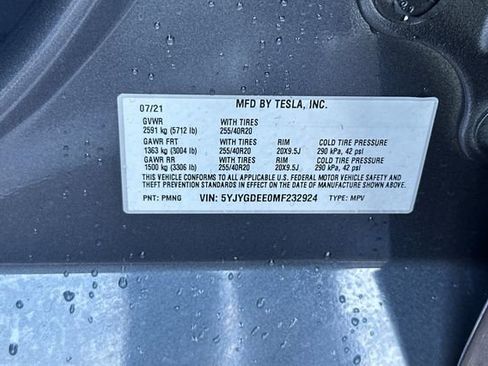 07/21 MFD BY TESLA, INC.
GVWR WITH TIRES
2591 kg (5712 lb) 255/40R20
GAWR FRT WITH TIRES RIM COLD TIRE PRESSURE
1363 kg (3004 lb) 255/40R20 20X9.5J 290 kPa, 42 psi
GAWR RR WITH TIRES RIM COLD TIRE PRESSURE
1500 kg (3306 lb) 255/40R20 20X9.5J 290 kPa, 42 psi
THIS VEHICLE CONFORMS TO ALL APPLICABLE U.S. FEDERAL MOTOR VEHICLE SAFETY AND
THEFT PREVENTION STANDARDS IN EFFECT ON THE DATE OF MANUFACTURE SHOWN ABOVE.
PNT: PMNG VIN: 5YJYGDEE0MF232924 TYPE: MPV